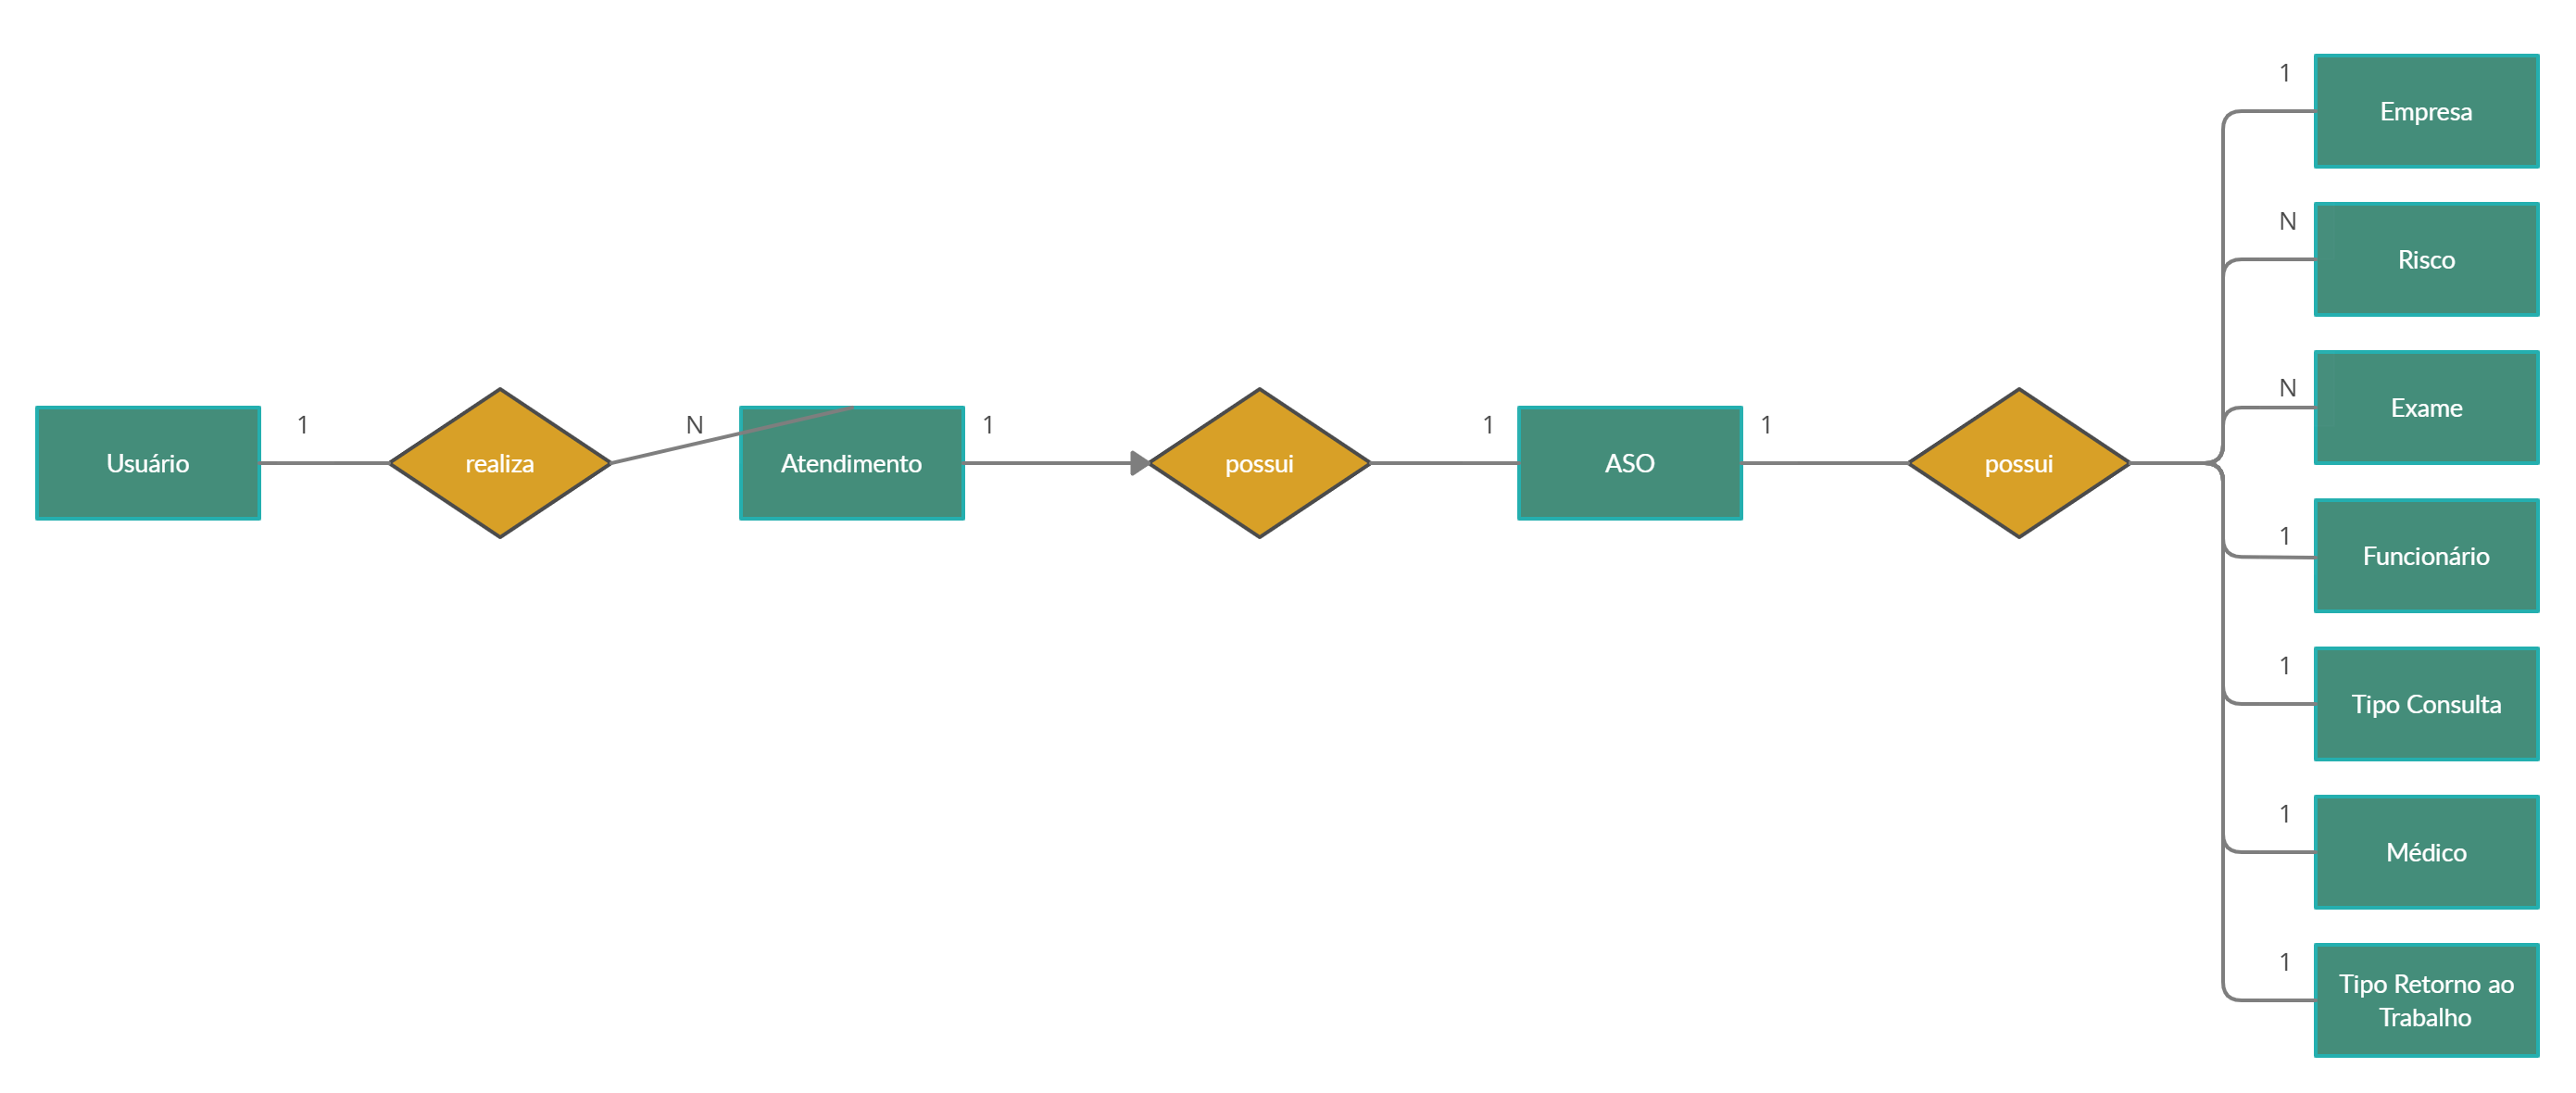 1
Empresa
N
Risco
N
Exame
1
N
1
1
1
Usuário
realiza
Atendimento
possui
ASO
possui
1
Funcionário
1
Tipo Consulta
1
Médico
1
Tipo Retorno ao
Trabalho